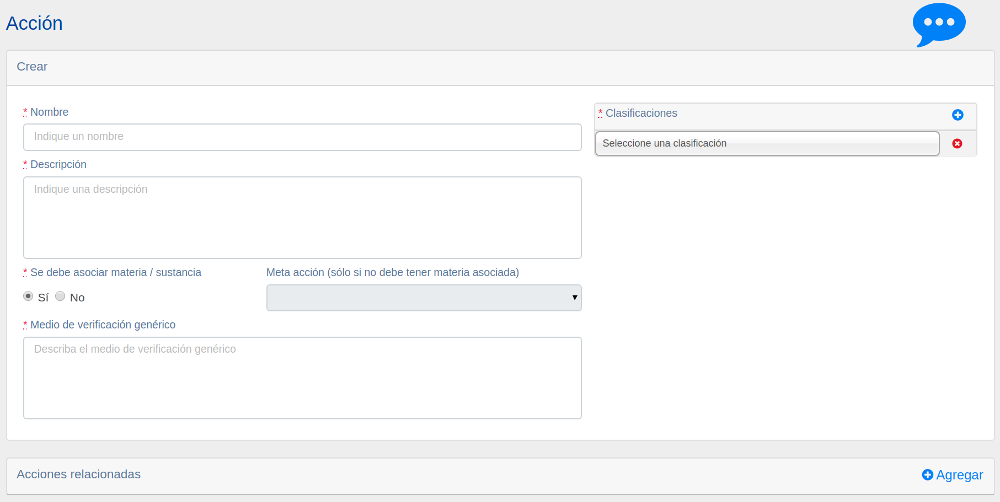 Acción
Crear
* Nombre
Indique un nombre
* Descripción
Indique una descripción
* Se debe asociar materia / sustancia
Sí No
Meta acción (sólo si no debe tener materia asociada)
* Medio de verificación genérico
Describa el medio de verificación genérico
* Clasificaciones
Seleccione una clasificación
Acciones relacionadas
Agregar